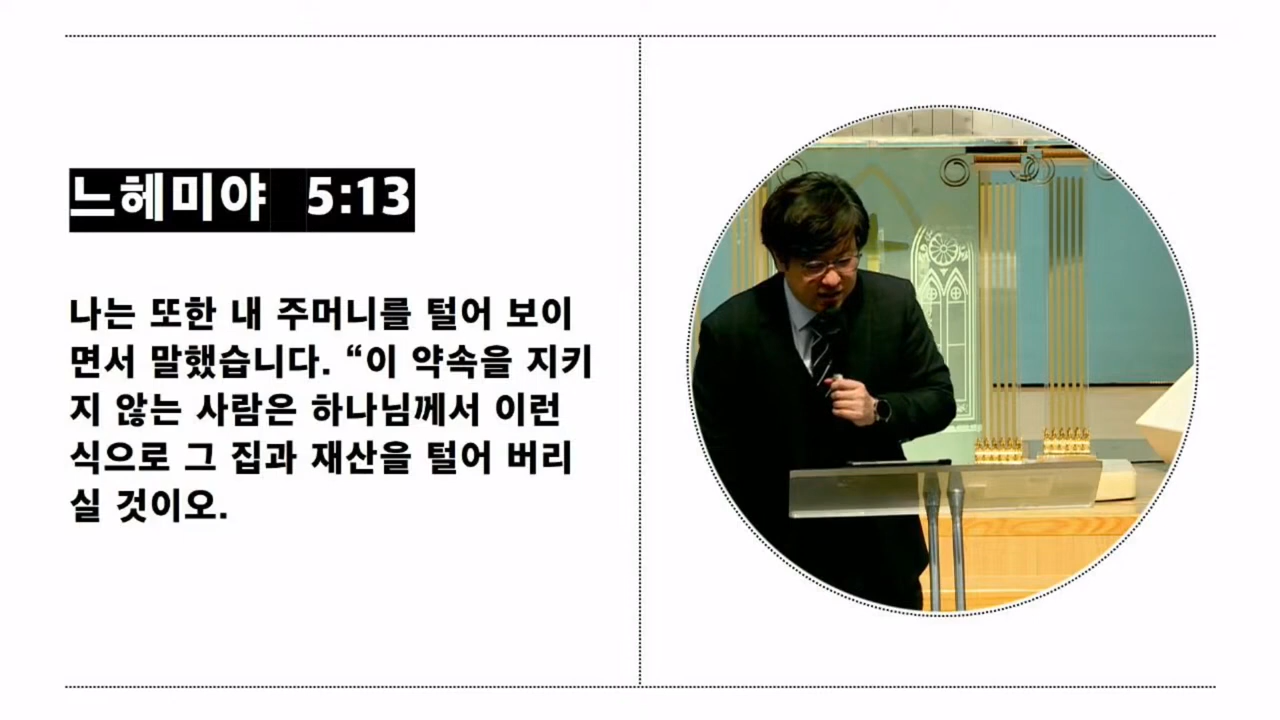 느헤미야 5:13
나는 또한 내 주머니를 털어 보이
면서 말했습니다. “이 약속을 지키
지 않는 사람은 하나님께서 이런
식으로 그 집과 재산을 털어 버리
실 것이오.